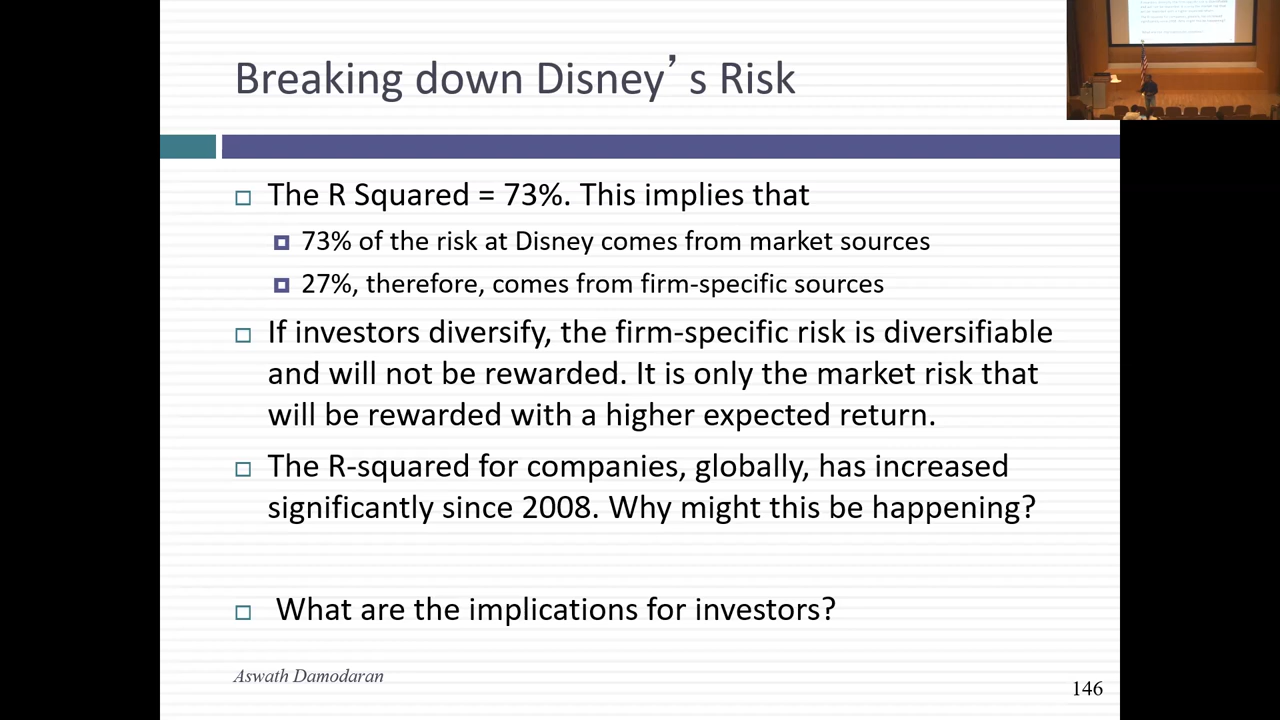 Breaking down Disney’s Risk
The R Squared = 73%. This implies that
73% of the risk at Disney comes from market sources
27%, therefore, comes from firm-specific sources
If investors diversify, the firm-specific risk is diversifiable
and will not be rewarded. It is only the market risk that
will be rewarded with a higher expected return.
The R-squared for companies, globally, has increased
significantly since 2008. Why might this be happening?
What are the implications for investors?
Aswath Damodaran
146